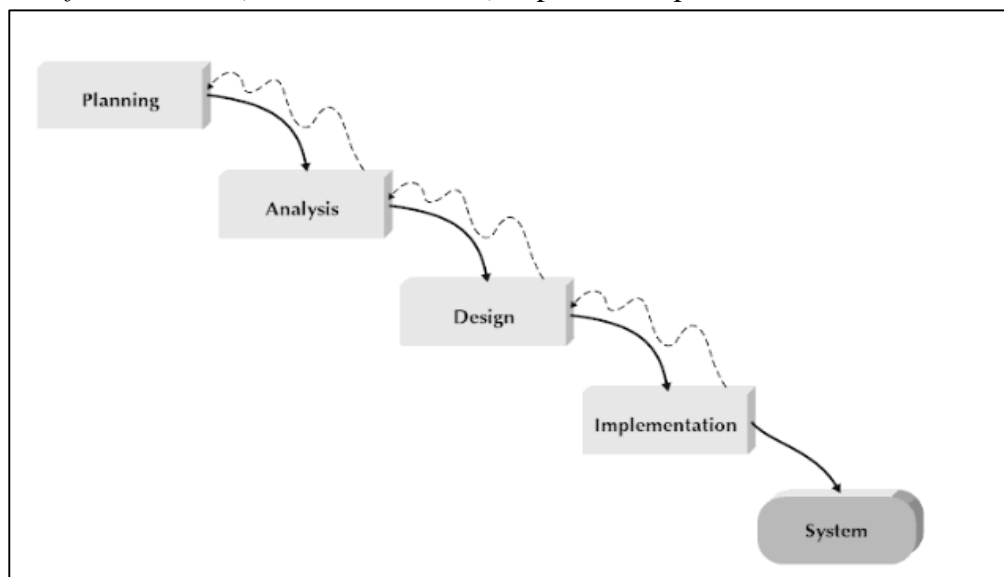 Planning
Analysis
Design
Implementation
System